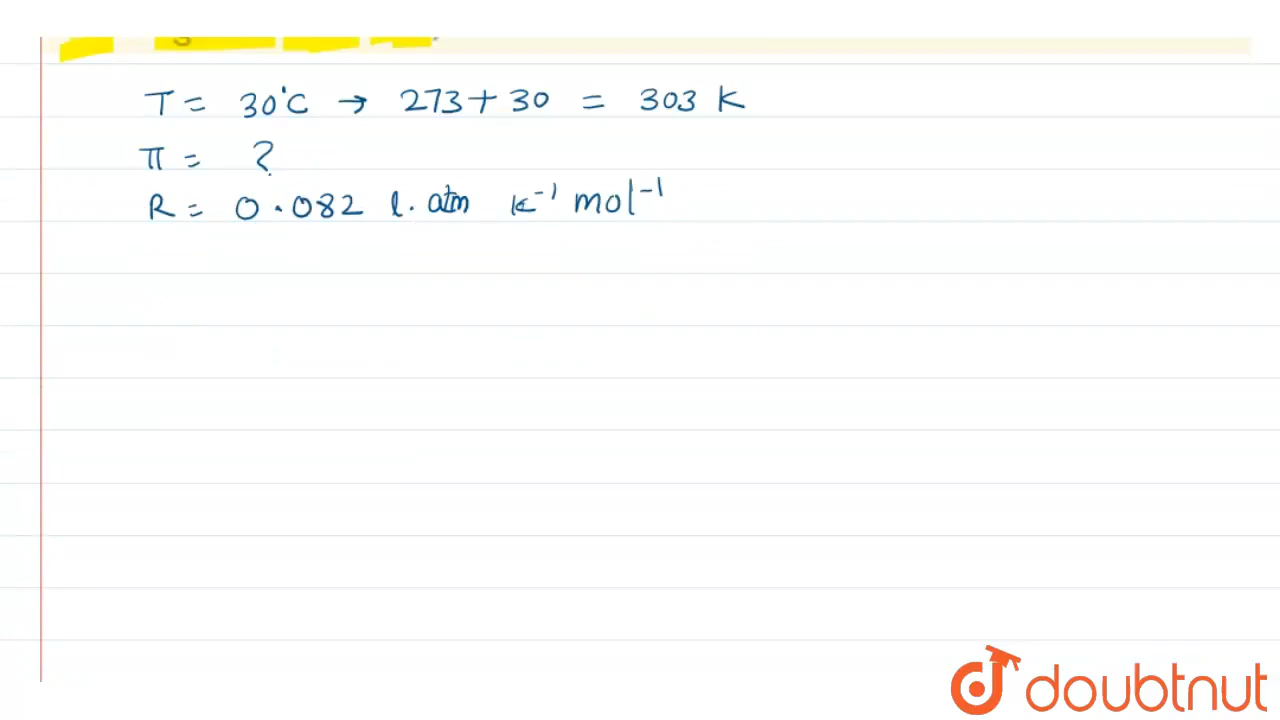 T = 30°C → 273 + 30 = 303 K
π = ?
R = 0.082 l. atm K⁻¹ mol⁻¹
doubtnut